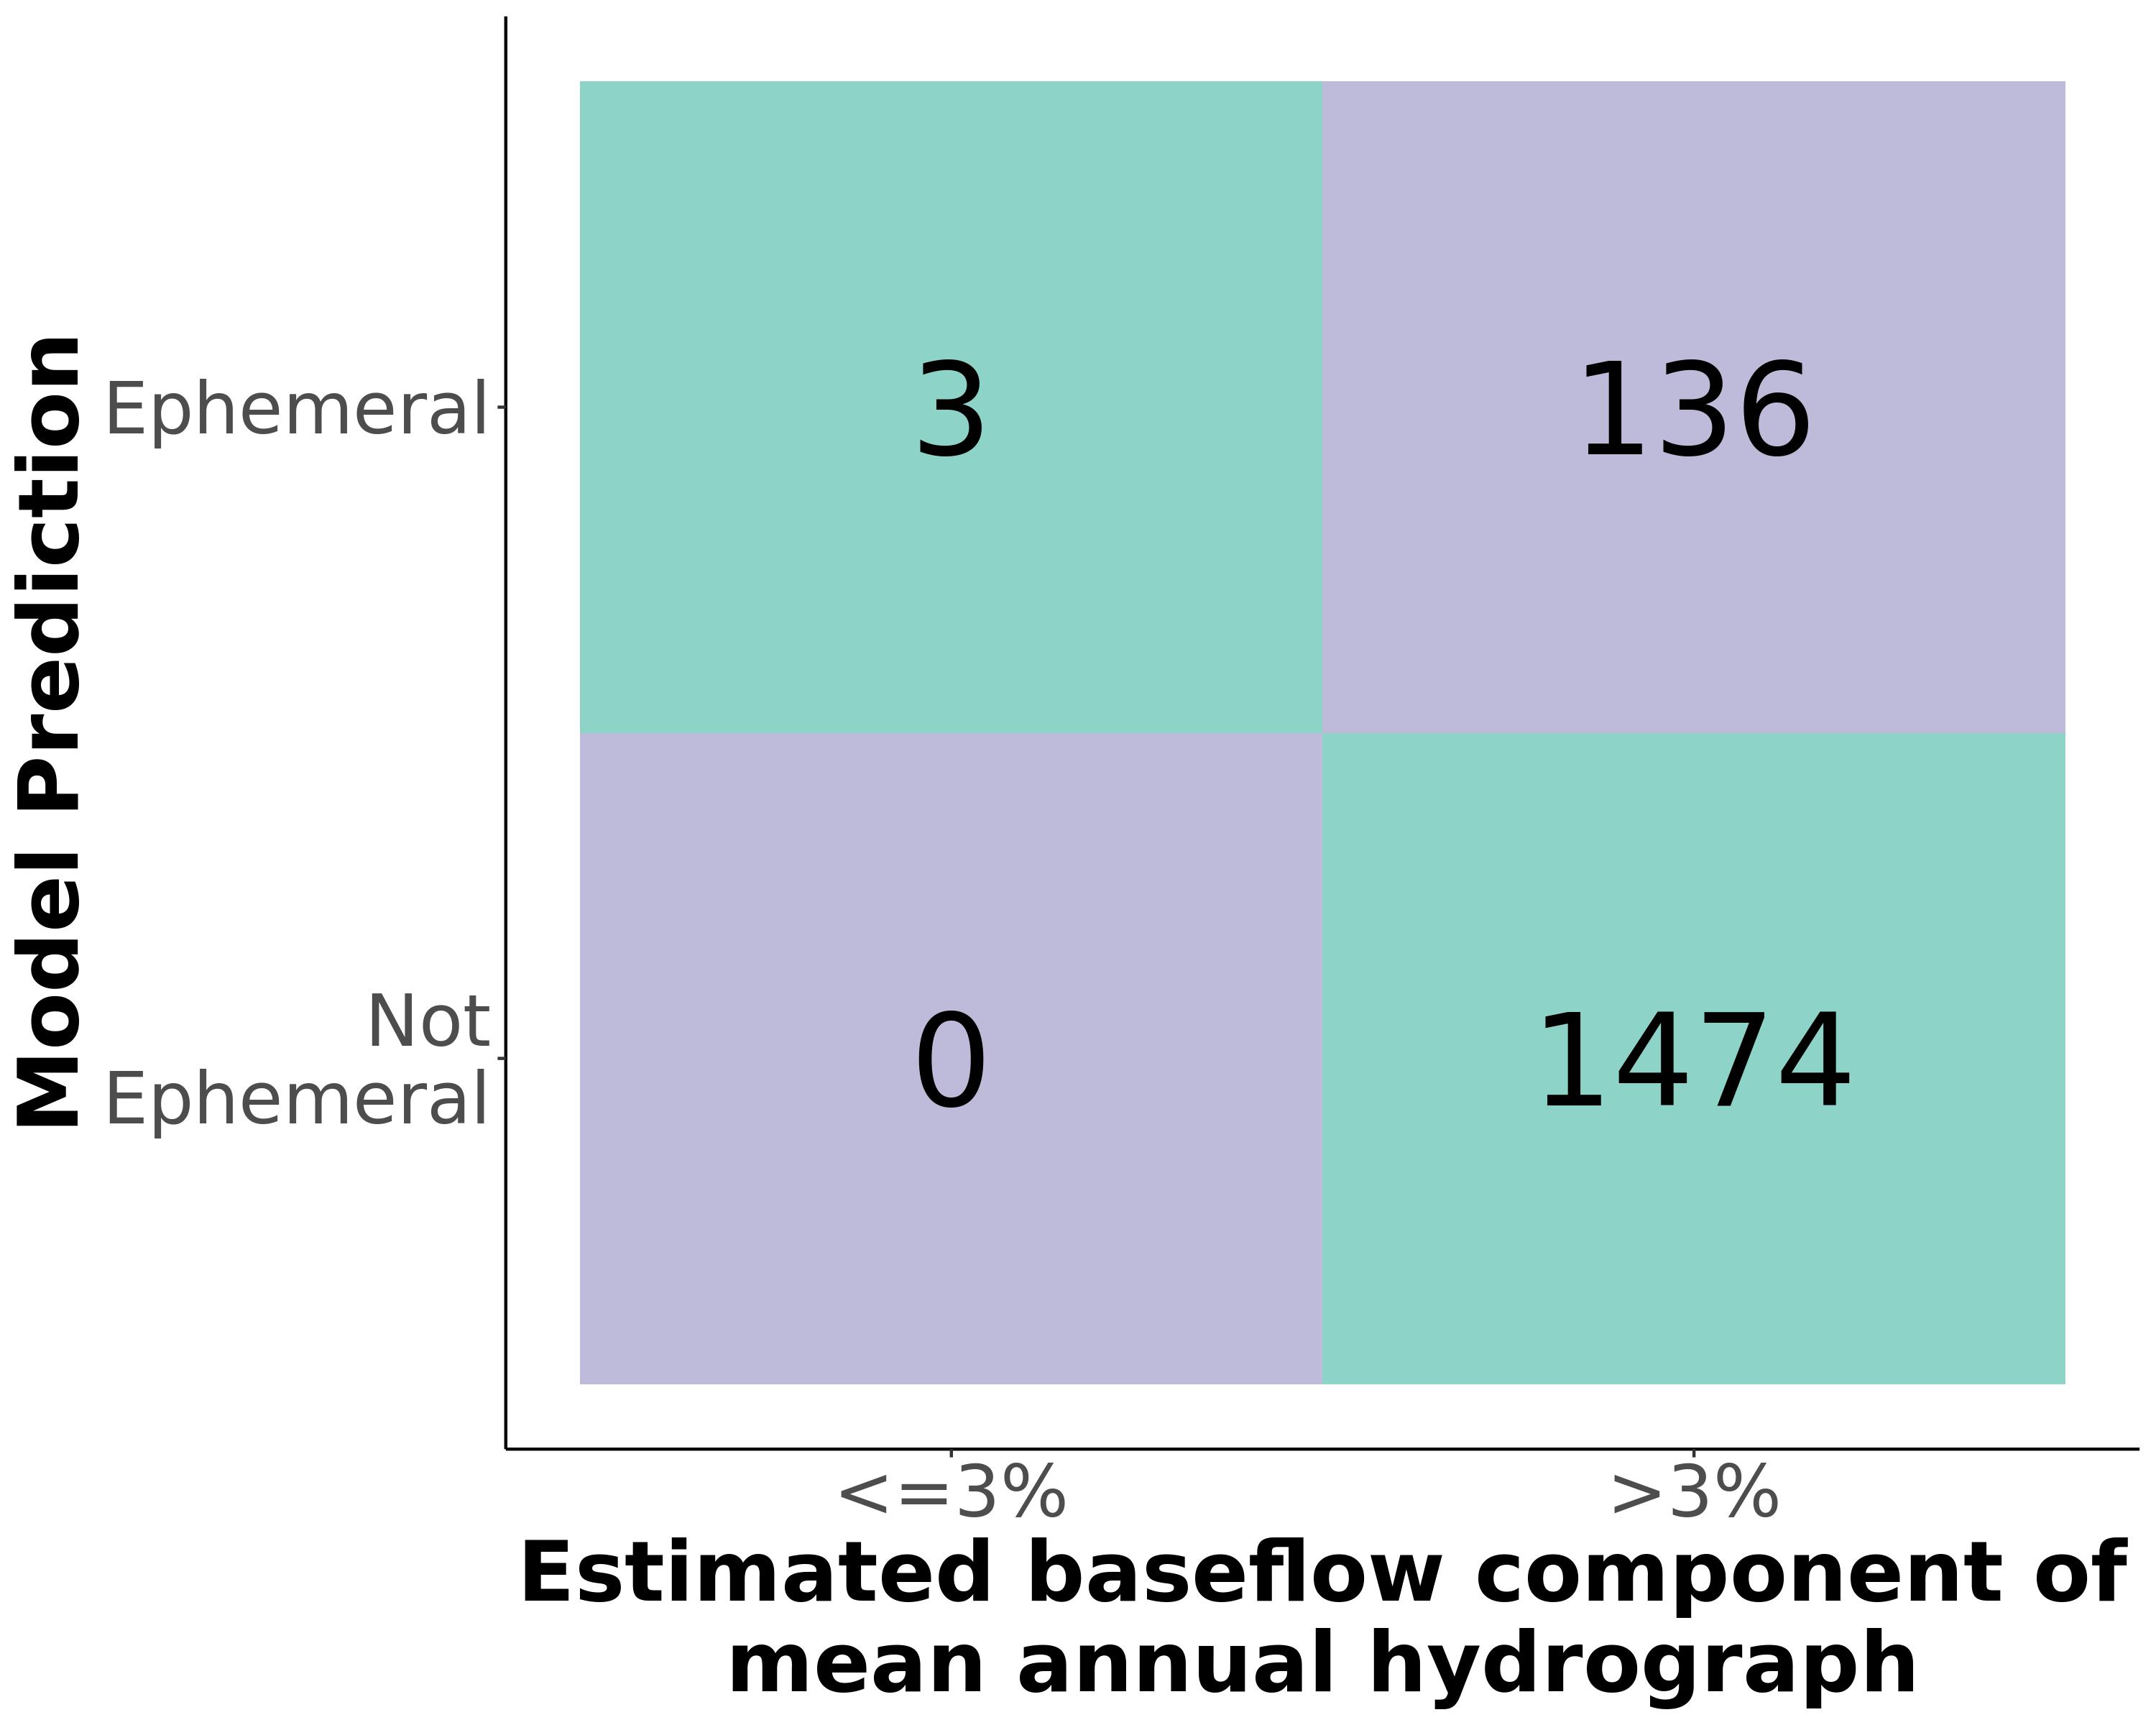 Model Prediction
Ephemeral
3
136
Not
Ephemeral
0
1474
<=3%
>3%
Estimated baseflow component of
mean annual hydrograph